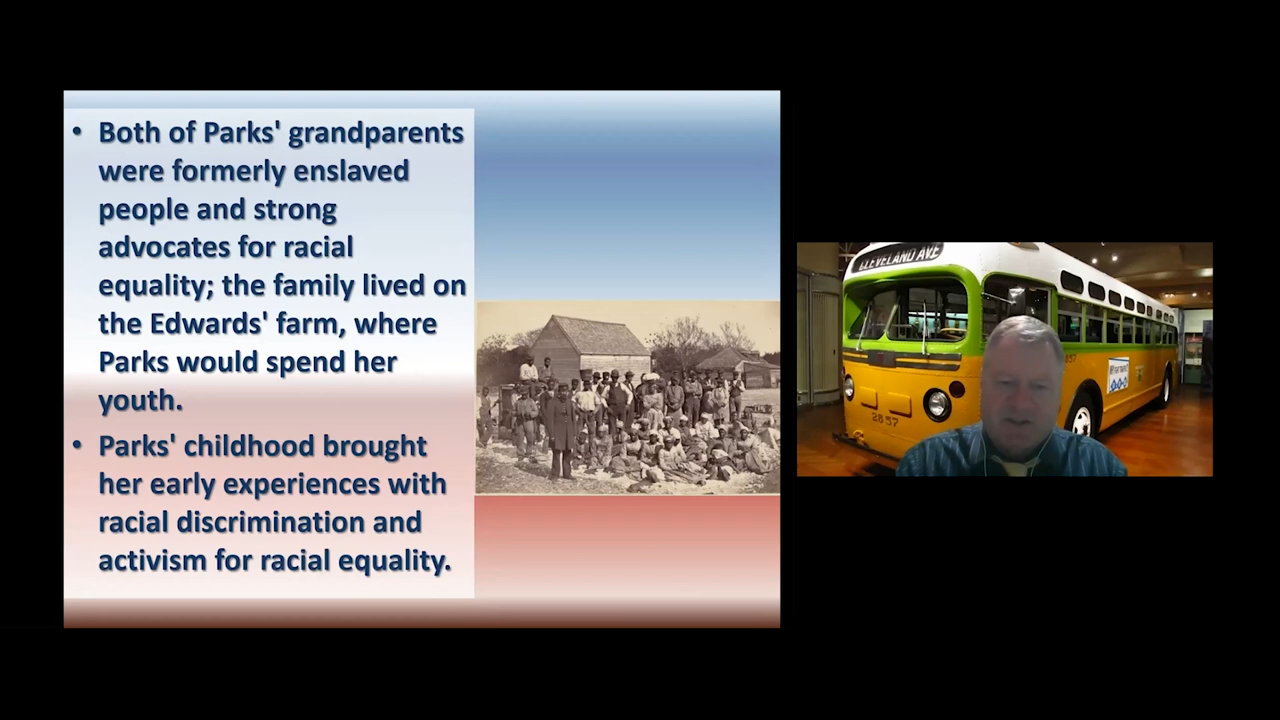 • Both of Parks' grandparents
were formerly enslaved
people and strong
advocates for racial
equality; the family lived on
the Edwards' farm, where
Parks would spend her
youth.
• Parks' childhood brought
her early experiences with
racial discrimination and
activism for racial equality.
CLEVELAND AVE
2857